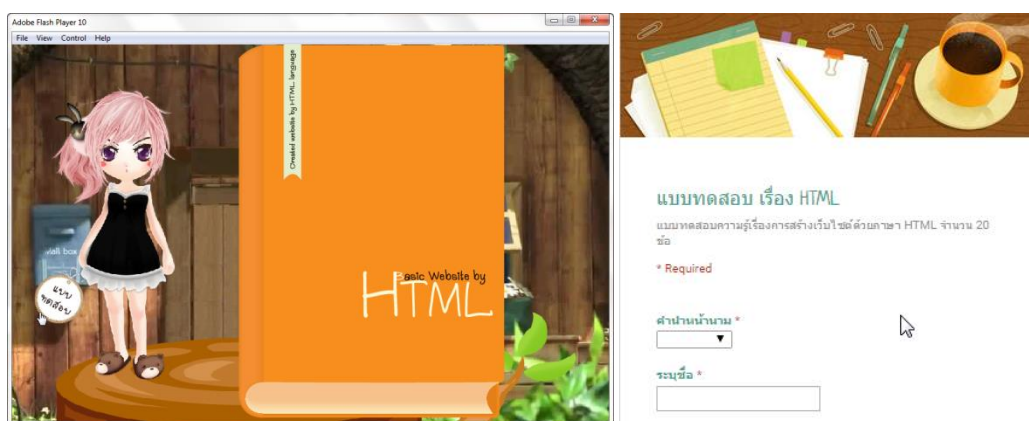 Adobe Flash Player 10
File View Control Help
Created website by HTML language
Mail box
แบบ
ทดสอบ
Basic Website by
HTML
แบบทดสอบ เรื่อง HTML
แบบทดสอบความรู้เรื่องการสร้างเว็บไซต์ด้วยภาษา HTML จำนวน 20
ข้อ
* Required
คำนำหน้านาม *
ระบุชื่อ *